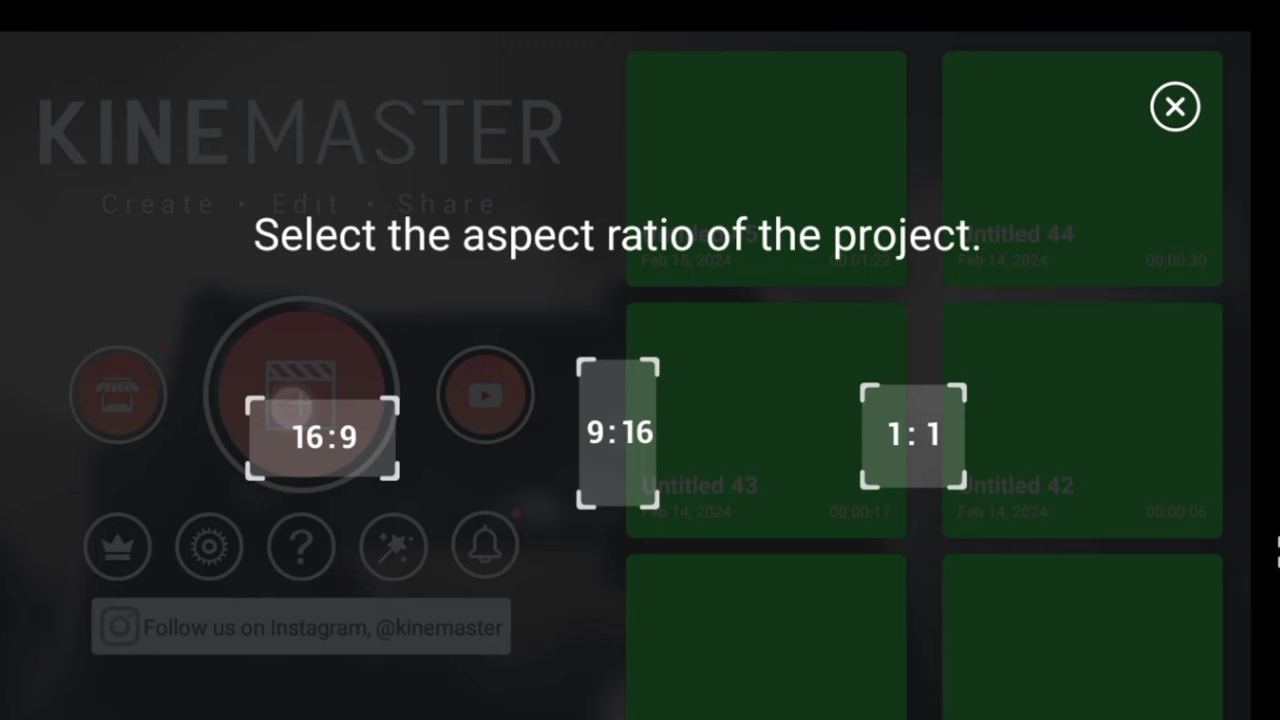 KINEMASTER
Create • Edit • Share
Select the aspect ratio of the project.
Feb 15, 2024 00:01:22
Untitled 44
Feb 14, 2024 00:00:30
16:9
9:16
1:1
Untitled 43
Feb 14, 2024 00:00:17
Untitled 42
Feb 14, 2024 00:00:06
Follow us on Instagram, @kinemaster